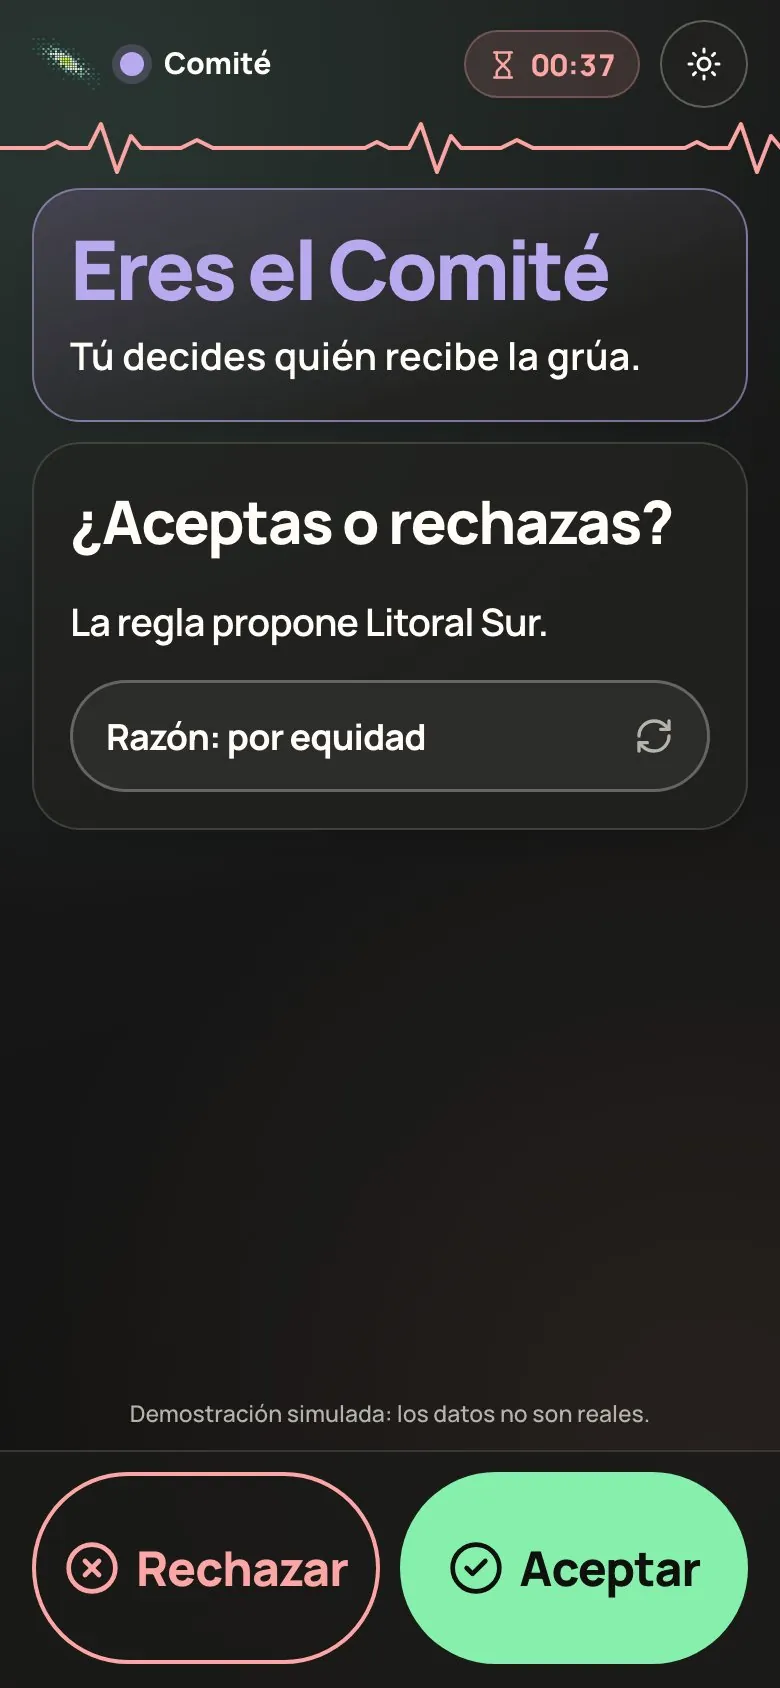 Comité
00:37
Eres el Comité
Tú decides quién recibe la grúa.
¿Aceptas o rechazas?
La regla propone Litoral Sur.
Razón: por equidad
Demostración simulada: los datos no son reales.
Rechazar
Aceptar